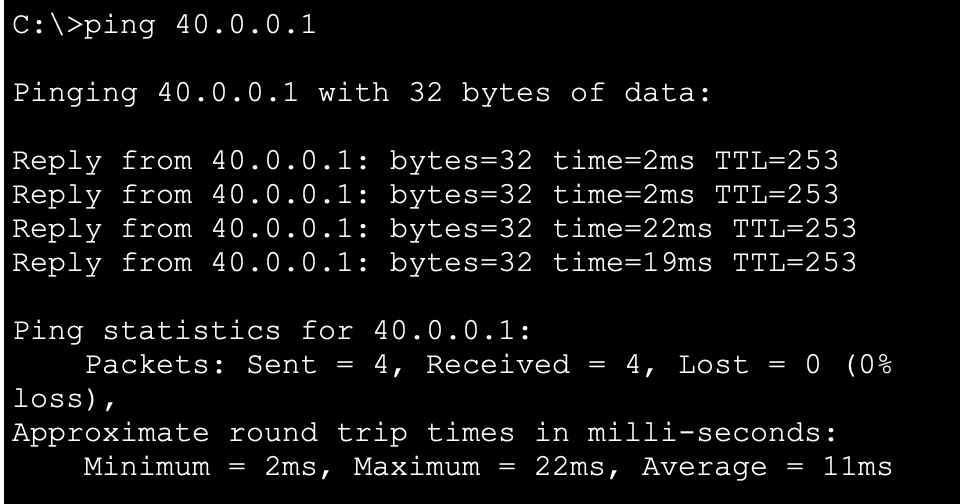 C:\>ping 40.0.0.1
Pinging 40.0.0.1 with 32 bytes of data:
Reply from 40.0.0.1: bytes=32 time=2ms TTL=253
Reply from 40.0.0.1: bytes=32 time=2ms TTL=253
Reply from 40.0.0.1: bytes=32 time=22ms TTL=253
Reply from 40.0.0.1: bytes=32 time=19ms TTL=253
Ping statistics for 40.0.0.1:
Packets: Sent = 4, Received = 4, Lost = 0 (0%
loss),
Approximate round trip times in milli-seconds:
Minimum = 2ms, Maximum = 22ms, Average = 11ms